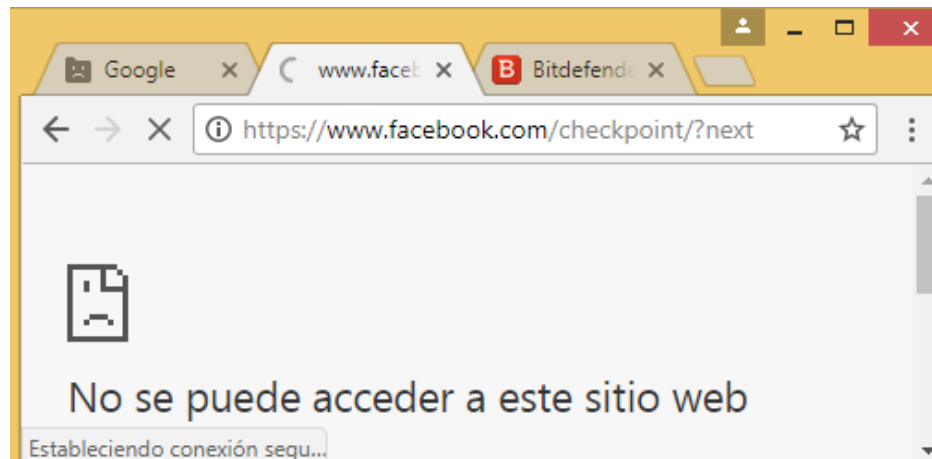 Google
www.faceb
B Bitdefende
https://www.facebook.com/checkpoint/?next
No se puede acceder a este sitio web
Estableciendo conexión segu...